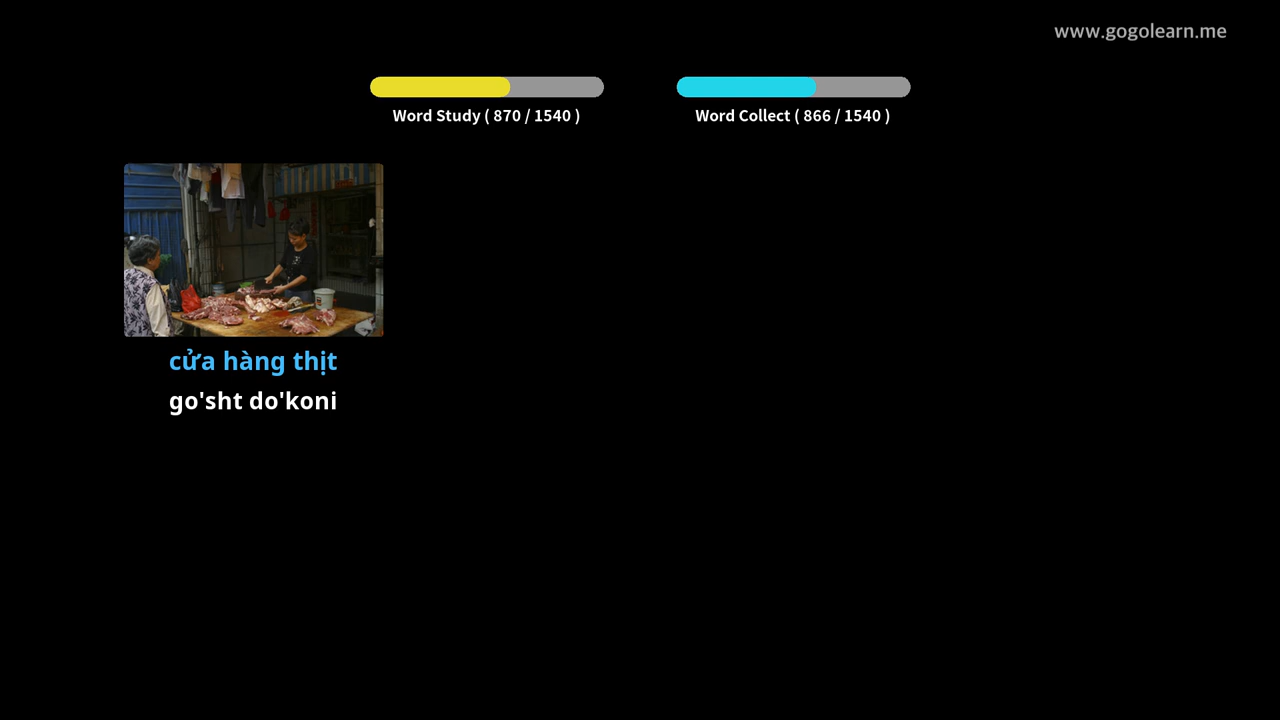 www.gogolearn.me
Word Study ( 870 / 1540 )
Word Collect ( 866 / 1540 )
cửa hàng thịt
go'sht do'koni